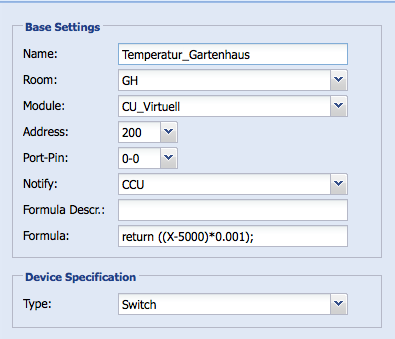 Base Settings
Name: Temperatur_Gartenhaus
Room: GH
Module: CU_Virtuell
Address: 200
Port-Pin: 0-0
Notify: CCU
Formula Descr.:
Formula: return ((X-5000)*0.001);
Device Specification
Type: Switch